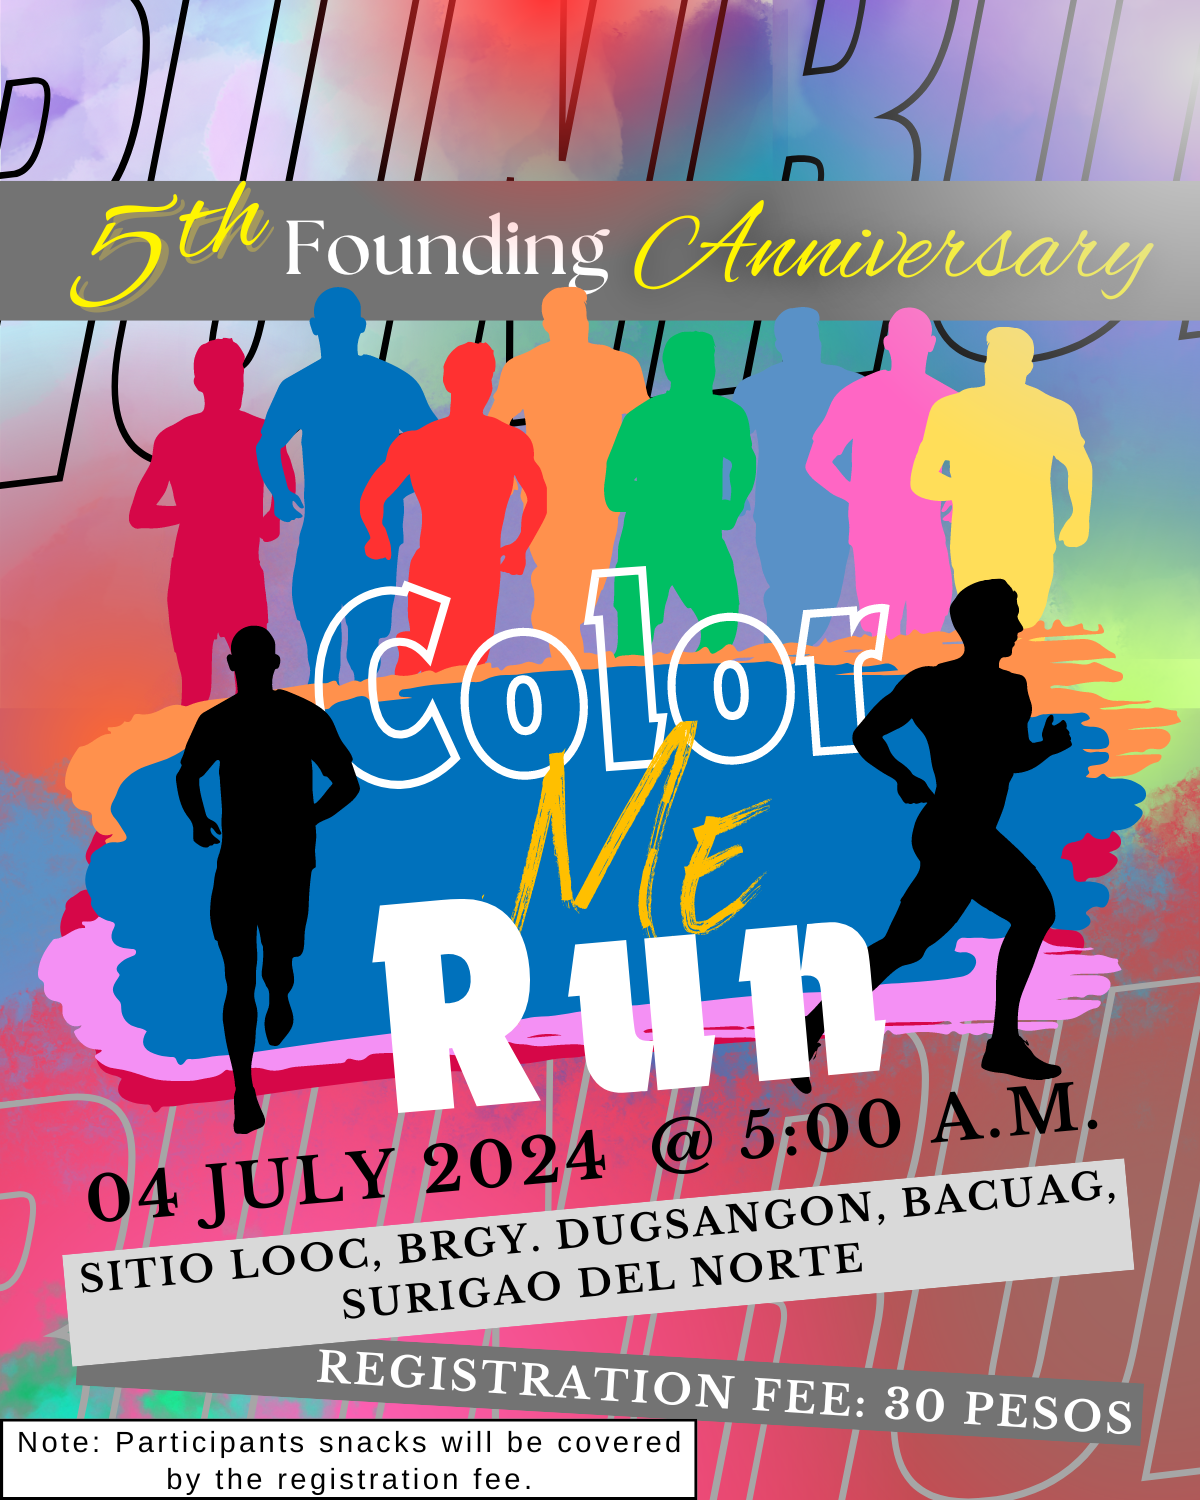 5th Founding Anniversary
Color
Me
Run
04 JULY 2024 @ 5:00 A.M.
SITIO LOOC, BRGY. DUGSANGON, BACUAG,
SURIGAO DEL NORTE
REGISTRATION FEE: 30 PESOS
Note: Participants snacks will be covered
by the registration fee.